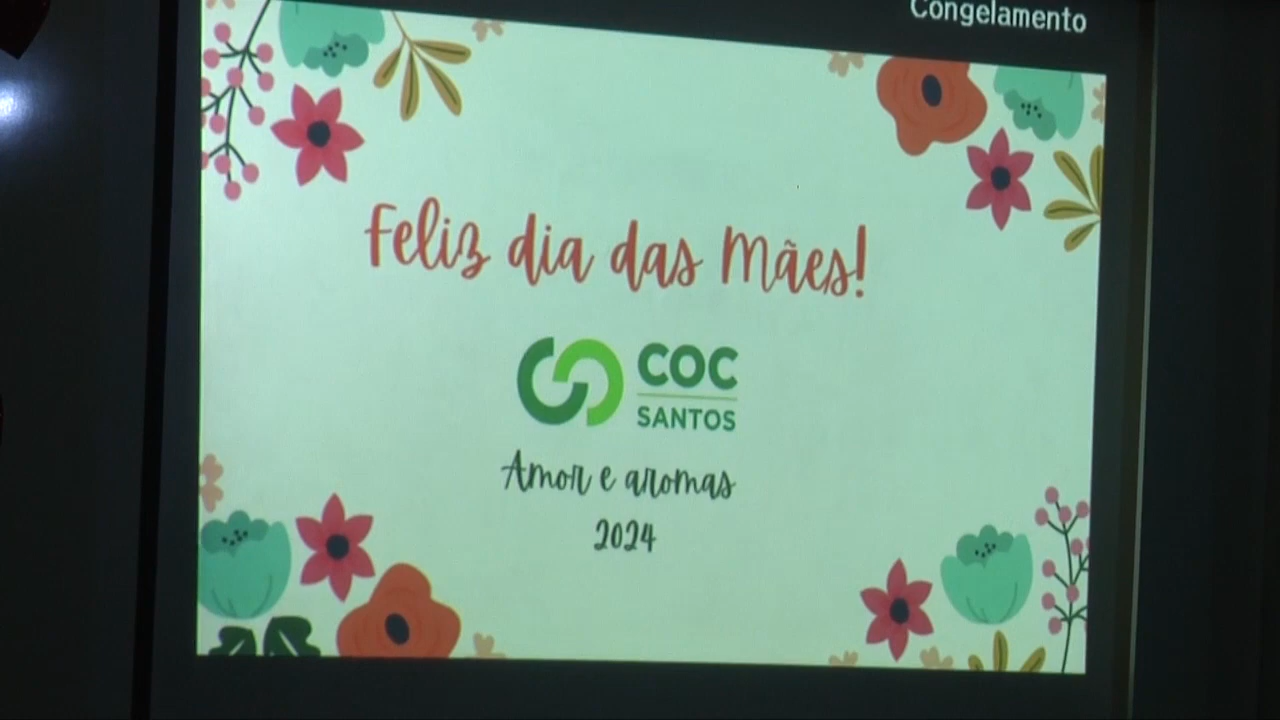 Congelamento
Feliz dia das Mães!
COC
SANTOS
Amor e aromas
2024